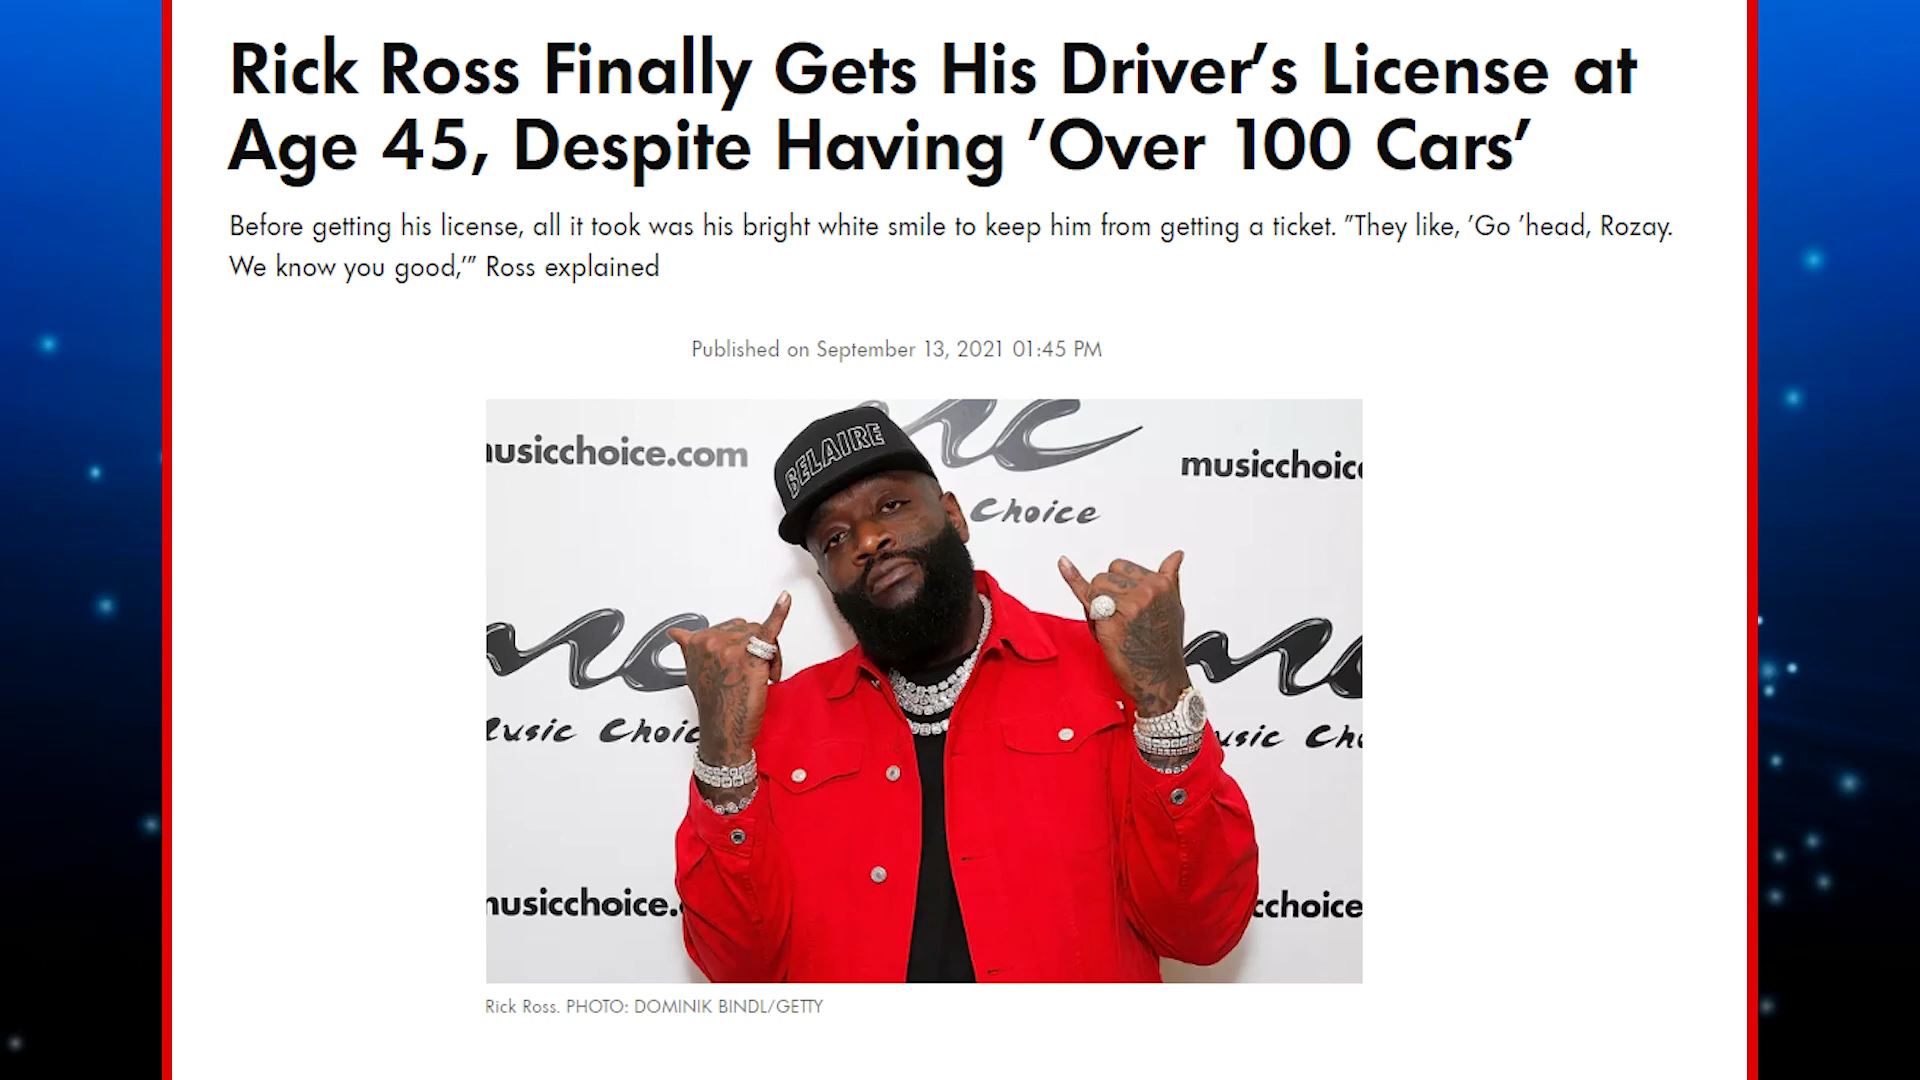 Rick Ross Finally Gets His Driver’s License at
Age 45, Despite Having ’Over 100 Cars’
Before getting his license, all it took was his bright white smile to keep him from getting a ticket. ”They like, ’Go ’head, Rozay.
We know you good,’” Ross explained
Published on September 13, 2021 01:45 PM
BELAIRE
usicchoice.com
mc
musicchoic
Choice
mc
mc
usic Choic
usic Ch
usicchoice.
cchoice
Rick Ross. PHOTO: DOMINIK BINDL/GETTY